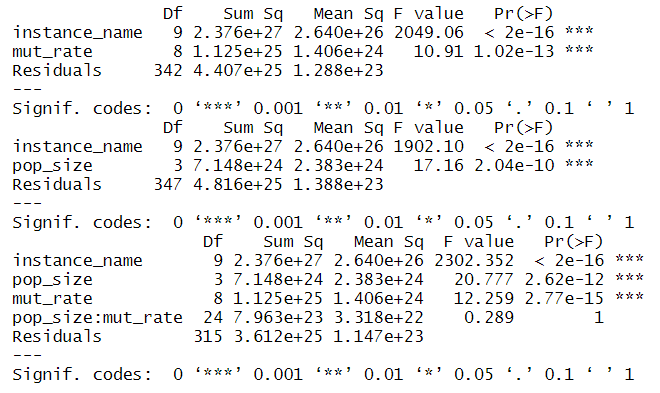 Df Sum Sq Mean Sq F value Pr(>F)
instance_name 9 2.376e+27 2.640e+26 2049.06 < 2e-16 ***
mut_rate 8 1.125e+25 1.406e+24 10.91 1.02e-13 ***
Residuals 342 4.407e+25 1.288e+23
---
Signif. codes: 0 ‘***’ 0.001 ‘**’ 0.01 ‘*’ 0.05 ‘.’ 0.1 ‘ ’ 1
Df Sum Sq Mean Sq F value Pr(>F)
instance_name 9 2.376e+27 2.640e+26 1902.10 < 2e-16 ***
pop_size 3 7.148e+24 2.383e+24 17.16 2.04e-10 ***
Residuals 347 4.816e+25 1.388e+23
---
Signif. codes: 0 ‘***’ 0.001 ‘**’ 0.01 ‘*’ 0.05 ‘.’ 0.1 ‘ ’ 1
Df Sum Sq Mean Sq F value Pr(>F)
instance_name 9 2.376e+27 2.640e+26 2302.352 < 2e-16 ***
pop_size 3 7.148e+24 2.383e+24 20.777 2.62e-12 ***
mut_rate 8 1.125e+25 1.406e+24 12.259 2.77e-15 ***
pop_size:mut_rate 24 7.963e+23 3.318e+22 0.289 1
Residuals 315 3.612e+25 1.147e+23
---
Signif. codes: 0 ‘***’ 0.001 ‘**’ 0.01 ‘*’ 0.05 ‘.’ 0.1 ‘ ’ 1